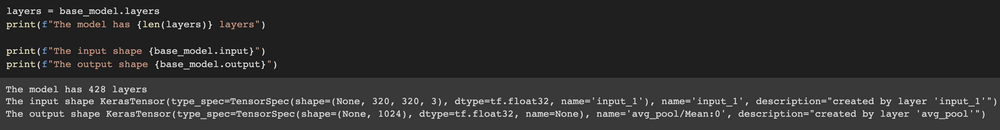 layers = base_model.layers
print(f"The model has {len(layers)} layers")
print(f"The input shape {base_model.input}")
print(f"The output shape {base_model.output}")
The model has 428 layers
The input shape KerasTensor(type_spec=TensorSpec(shape=(None, 320, 320, 3), dtype=tf.float32, name='input_1'), name='input_1', description="created by layer 'input_1'")
The output shape KerasTensor(type_spec=TensorSpec(shape=(None, 1024), dtype=tf.float32, name=None), name='avg_pool/Mean:0', description="created by layer 'avg_pool'")